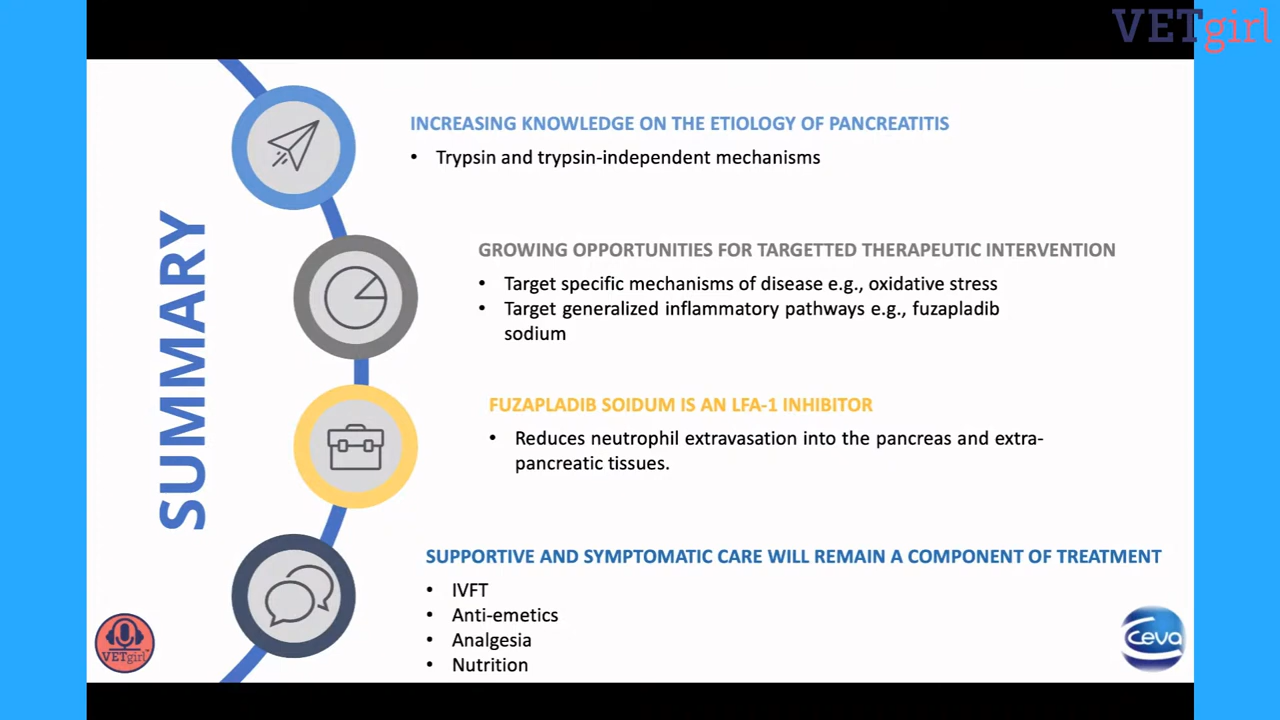 VETgirl
SUMMARY
INCREASING KNOWLEDGE ON THE ETIOLOGY OF PANCREATITIS
• Trypsin and trypsin-independent mechanisms
GROWING OPPORTUNITIES FOR TARGETTED THERAPEUTIC INTERVENTION
• Target specific mechanisms of disease e.g., oxidative stress
• Target generalized inflammatory pathways e.g., fuzapladib
sodium
FUZAPLADIB SOIDUM IS AN LFA-1 INHIBITOR
• Reduces neutrophil extravasation into the pancreas and extra-
pancreatic tissues.
SUPPORTIVE AND SYMPTOMATIC CARE WILL REMAIN A COMPONENT OF TREATMENT
• IVFT
• Anti-emetics
• Analgesia
• Nutrition
VETgirl
Ceva